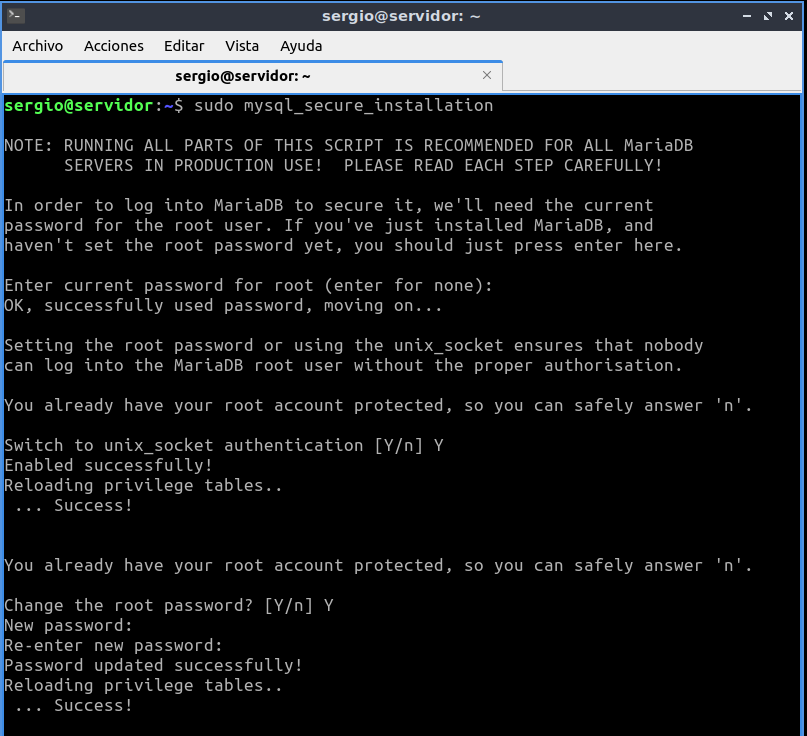 sergio@servidor: ~
Archivo Acciones Editar Vista Ayuda
sergio@servidor: ~
sergio@servidor:~$ sudo mysql_secure_installation
NOTE: RUNNING ALL PARTS OF THIS SCRIPT IS RECOMMENDED FOR ALL MariaDB
SERVERS IN PRODUCTION USE!  PLEASE READ EACH STEP CAREFULLY!
In order to log into MariaDB to secure it, we'll need the current
password for the root user. If you've just installed MariaDB, and
haven't set the root password yet, you should just press enter here.
Enter current password for root (enter for none):
OK, successfully used password, moving on...
Setting the root password or using the unix_socket ensures that nobody
can log into the MariaDB root user without the proper authorisation.
You already have your root account protected, so you can safely answer 'n'.
Switch to unix_socket authentication [Y/n] Y
Enabled successfully!
Reloading privilege tables..
... Success!
You already have your root account protected, so you can safely answer 'n'.
Change the root password? [Y/n] Y
New password:
Re-enter new password:
Password updated successfully!
Reloading privilege tables..
... Success!